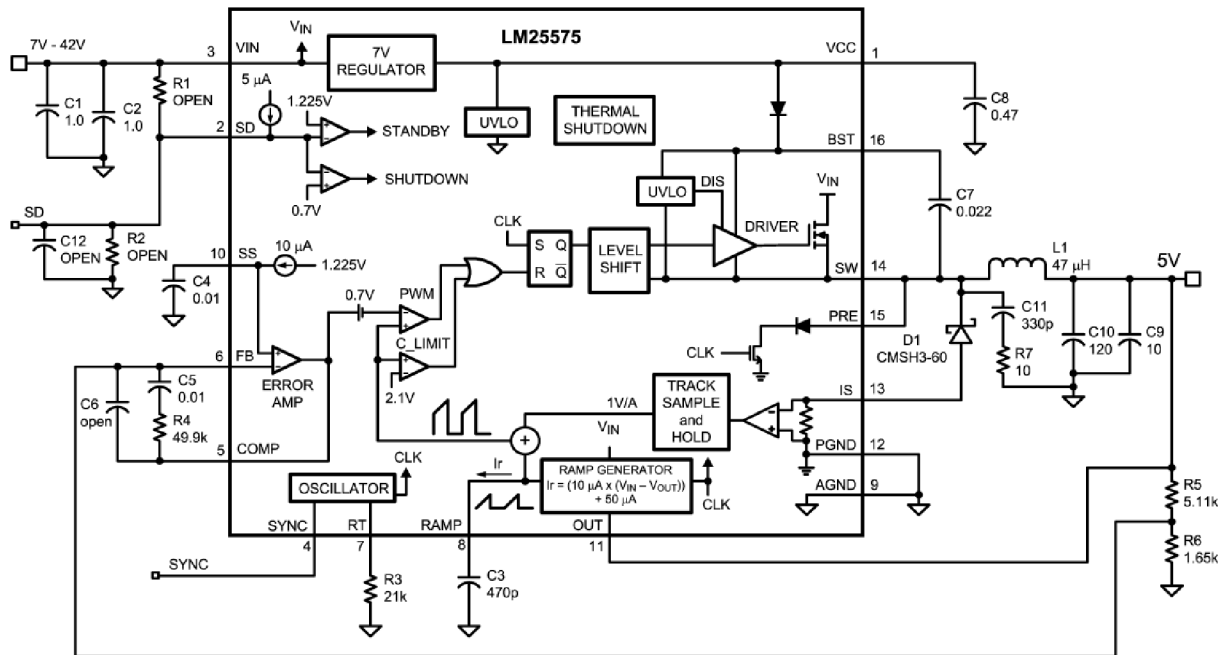 LM25575
7V - 42V
3
VIN
VIN
7V
REGULATOR
VCC
1
R1
OPEN
C1
1.0
C2
1.0
5 µA
1.225V
STANDBY
2
SD
UVLO
THERMAL
SHUTDOWN
C8
0.47
SHUTDOWN
0.7V
BST
16
UVLO
DIS
VIN
DRIVER
C7
0.022
SD
C12
OPEN
R2
OPEN
CLK
S Q
R Q
LEVEL
SHIFT
SW
14
L1
47 µH
5V
10
SS
10 µA
1.225V
C4
0.01
0.7V
PWM
C_LIMIT
2.1V
PRE
15
CLK
C11
330p
R7
10
D1
CMSH3-60
C10
120
C9
10
6
FB
ERROR
AMP
C5
0.01
C6
open
R4
49.9k
5
COMP
1V/A
TRACK
SAMPLE
and
HOLD
IS
13
PGND
12
AGND
9
+
VIN
Ir
RAMP GENERATOR
Ir = (10 µA x (VIN – VOUT))
+ 50 µA
CLK
CLK
OSCILLATOR
SYNC
4
RT
7
RAMP
8
OUT
11
R5
5.11k
R6
1.65k
SYNC
R3
21k
C3
470p